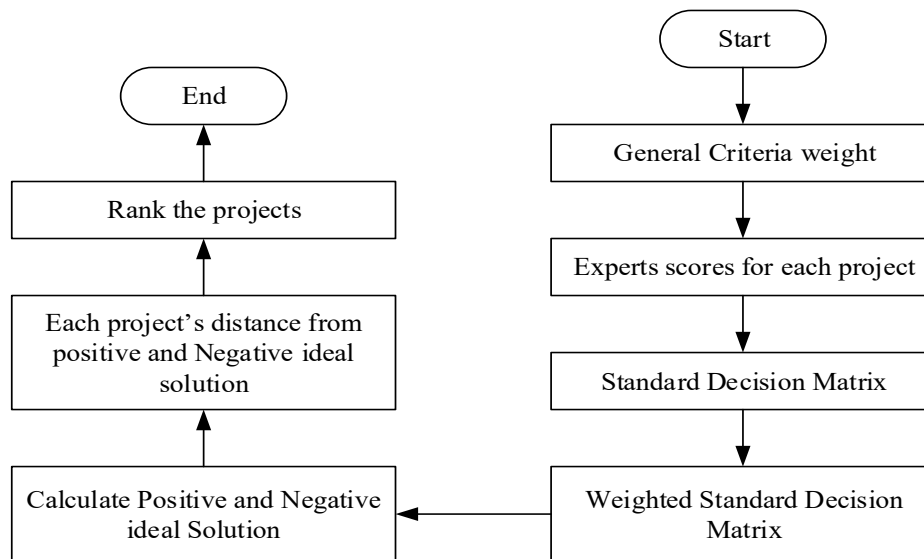 Start
General Criteria weight
Experts scores for each project
Standard Decision Matrix
Weighted Standard Decision
Matrix
Calculate Positive and Negative
ideal Solution
Each project’s distance from
positive and Negative ideal
solution
Rank the projects
End